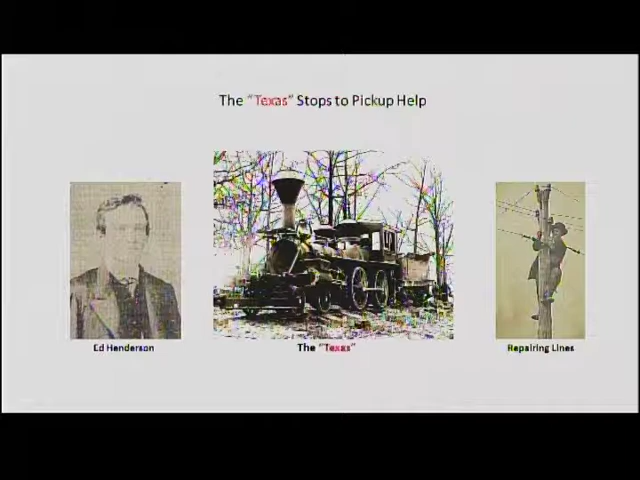 The "Texas" Stops to Pickup Help
Ed Henderson
The "Texas"
Repairing Lines